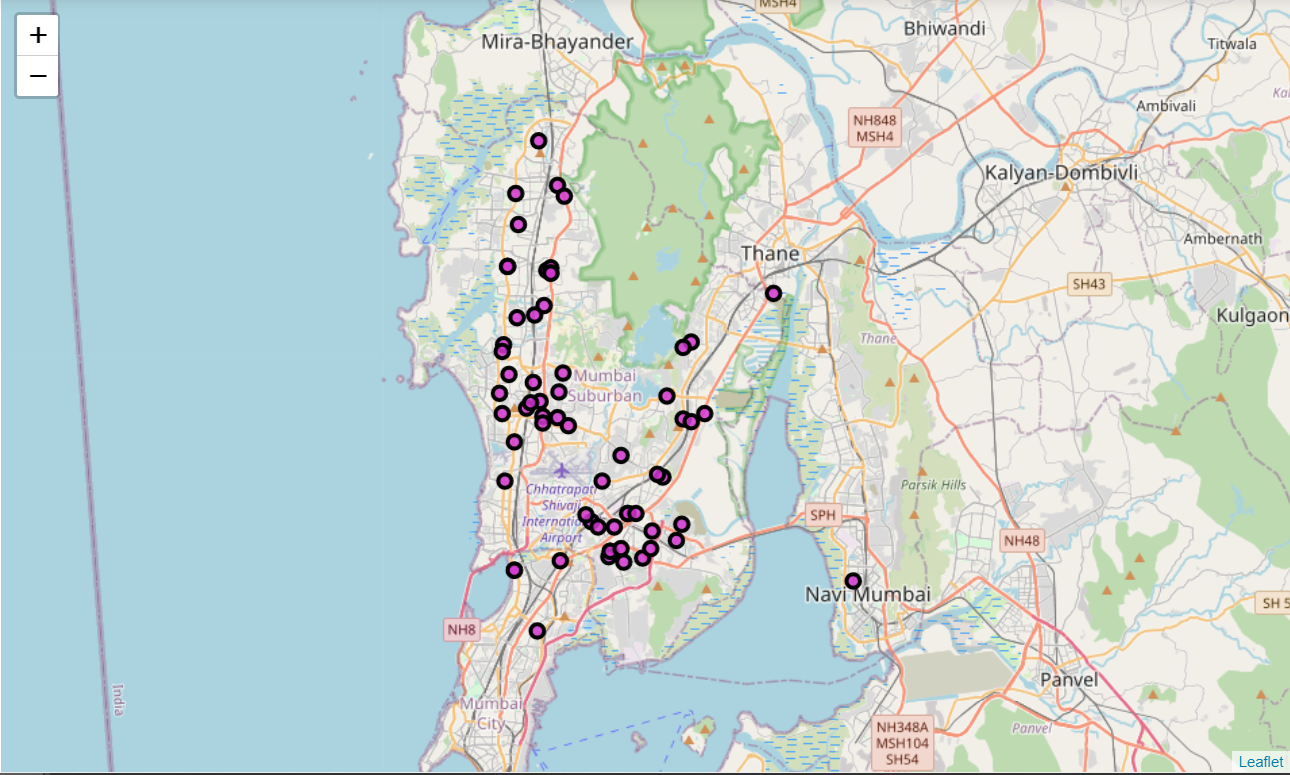 +
−
MSH4
Mira-Bhayander
Bhiwandi
Titwala
Ambivali
NH848
MSH4
Kalyan-Dombivli
Ambernath
Thane
SH43
Kulgaon
Thane
Mumbai
Suburban
Parsik Hills
Chhatrapati
Shivaji
Internatio
Airport
SPH
NH48
Navi Mumbai
SH 5
NH8
Panvel
India
Mumbai
City
Panvel
NH348A
MSH104
SH54
Leaflet